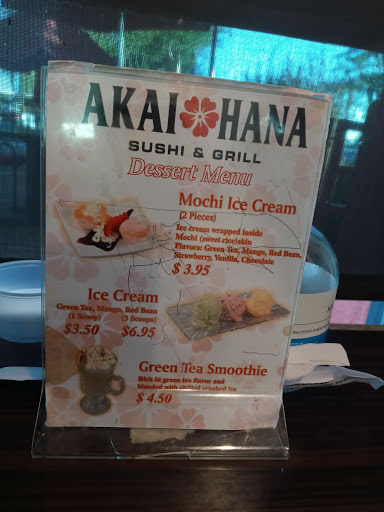 AKAI HANA
SUSHI & GRILL
Dessert Menu
Mochi Ice Cream
(2 Pieces)
Ice cream wrapped inside
Mochi (sweet rice)skin
Flavors: Green Tea, Mango, Red Bean,
Strawberry, Vanilla, Chocolate
$ 3.95
Ice Cream
Green Tea, Mango, Red Bean
(1 Scoop) (3 Scoops)
$3.50 $6.95
Green Tea Smoothie
Rich in green tea flavor and
blended with chilled crushed ice
$ 4.50